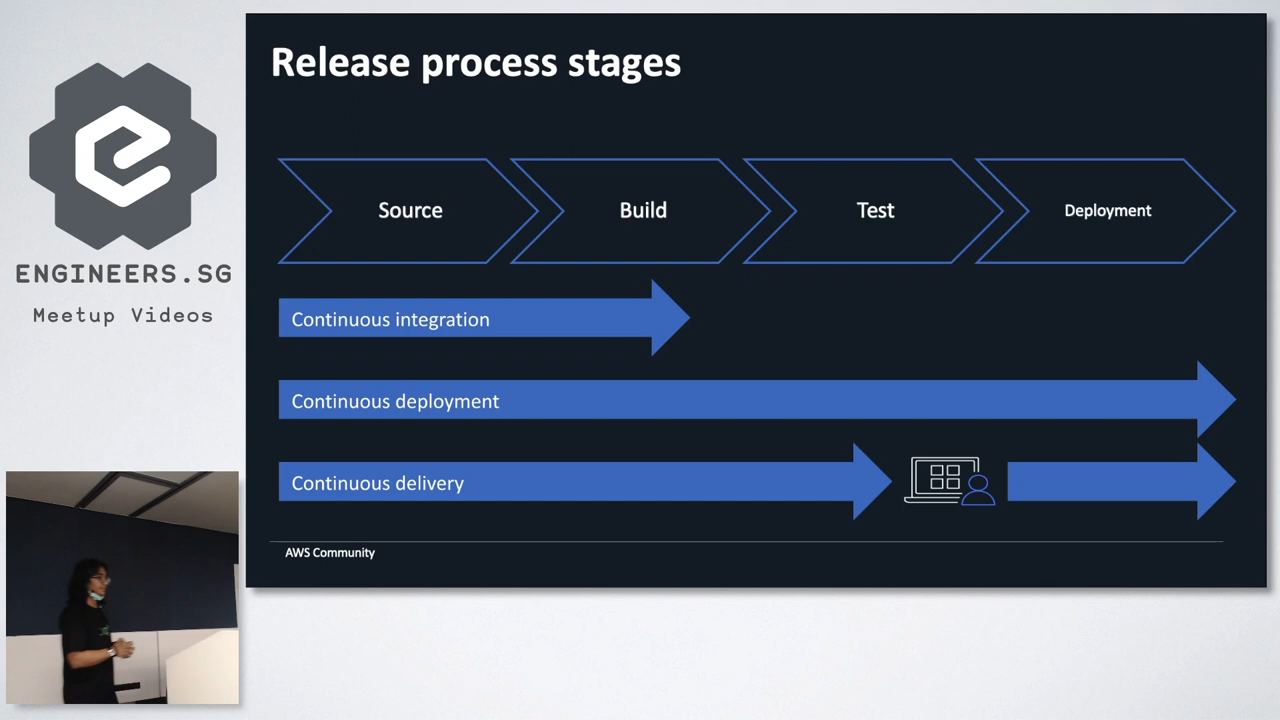 ENGINEERS.SG
Meetup Videos
Release process stages
Source
Build
Test
Deployment
Continuous integration
Continuous deployment
Continuous delivery
AWS Community